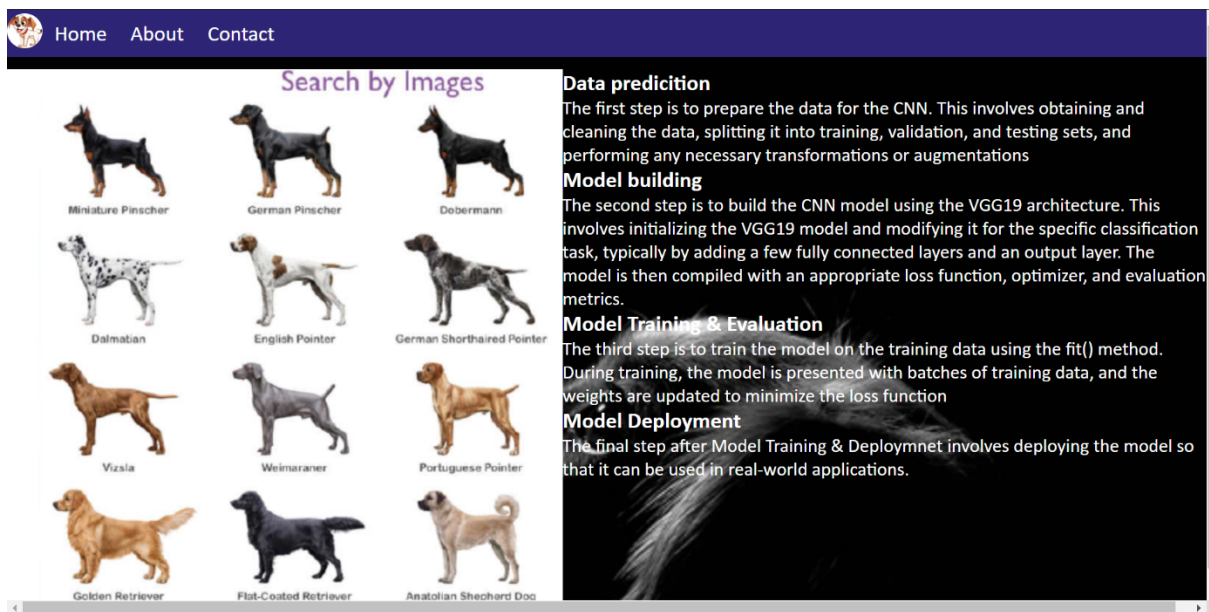 Home About Contact
Search by Images
Miniature Pinscher German Pinscher Dobermann
Dalmatian English Pointer German Shorthaired Pointer
Vizsla Weimaraner Portuguese Pointer
Golden Retriever Flat-Coated Retriever Anatolian Shepherd Dog
Data predicition
The first step is to prepare the data for the CNN. This involves obtaining and
cleaning the data, splitting it into training, validation, and testing sets, and
performing any necessary transformations or augmentations
Model building
The second step is to build the CNN model using the VGG19 architecture. This
involves initializing the VGG19 model and modifying it for the specific classification
task, typically by adding a few fully connected layers and an output layer. The
model is then compiled with an appropriate loss function, optimizer, and evaluation
metrics.
Model Training & Evaluation
The third step is to train the model on the training data using the fit() method.
During training, the model is presented with batches of training data, and the
weights are updated to minimize the loss function
Model Deployment
The final step after Model Training & Deploymnet involves deploying the model so
that it can be used in real-world applications.